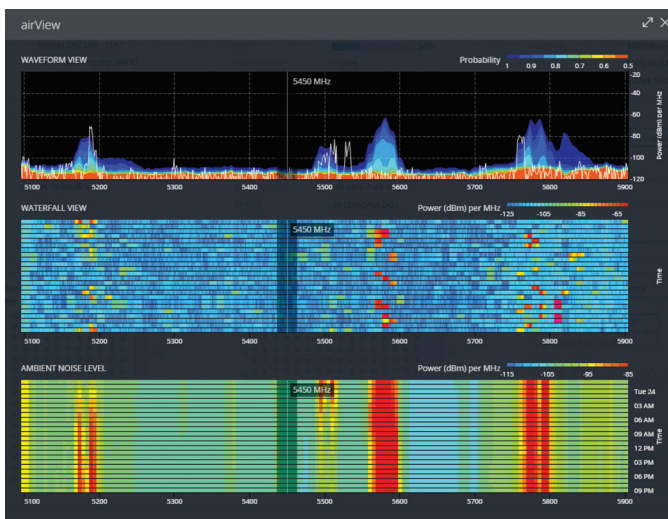 airView
WAVEFORM VIEW
Probability
1 0.9 0.8 0.7 0.6 0.5
5450 MHz
-20
-40
-60
-80
-100
-120
Power (dBm) per MHz
5100 5200 5300 5400 5500 5600 5700 5800 5900
WATERFALL VIEW
Power (dBm) per MHz
-125 -105 -85 -65
5450 MHz
Time
5100 5200 5300 5400 5500 5600 5700 5800 5900
AMBIENT NOISE LEVEL
Power (dBm) per MHz
-115 -105 -95 -85
5450 MHz
Tue 24
03 AM
06 AM
09 AM
12 PM
03 PM
06 PM
09 PM
Time
5100 5200 5300 5400 5500 5600 5700 5800 5900